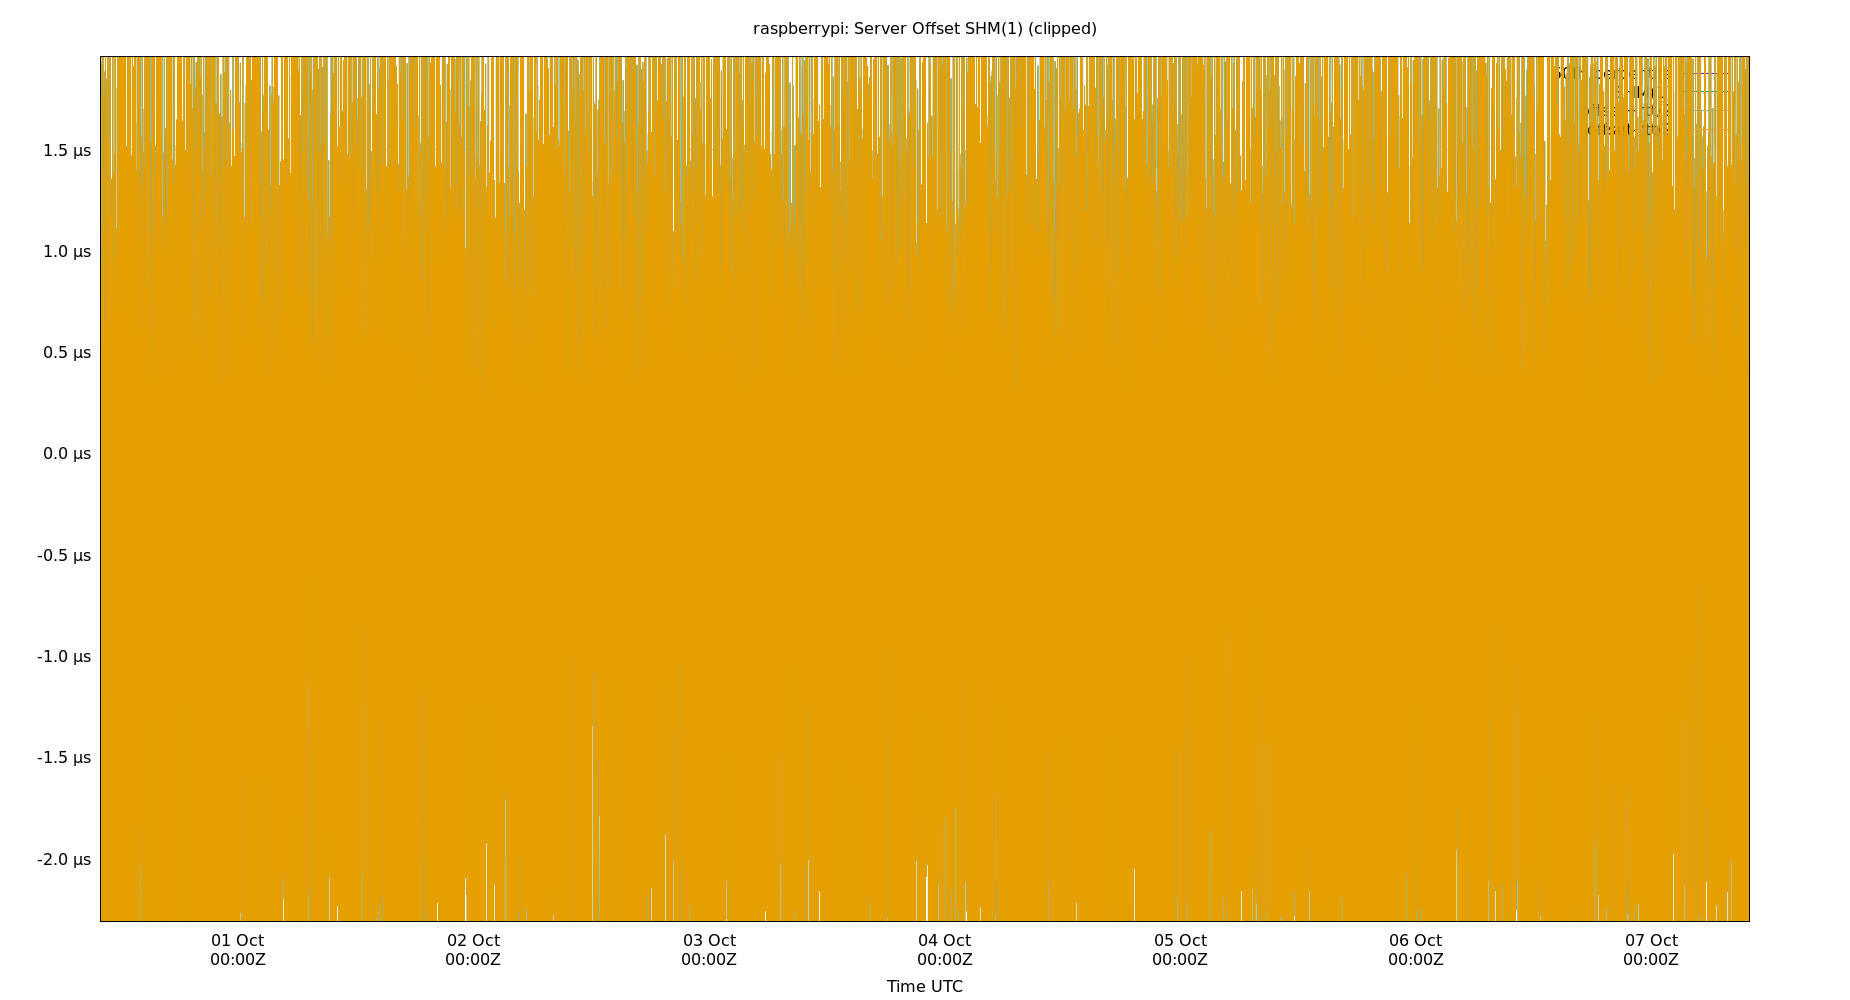 raspberrypi: Server Offset SHM(1) (clipped)
1.5 µs
1.0 µs
0.5 µs
0.0 µs
-0.5 µs
-1.0 µs
-1.5 µs
-2.0 µs
01 Oct 02 Oct 03 Oct 04 Oct 05 Oct 06 Oct 07 Oct
00:00Z 00:00Z 00:00Z 00:00Z 00:00Z 00:00Z 00:00Z
Time UTC